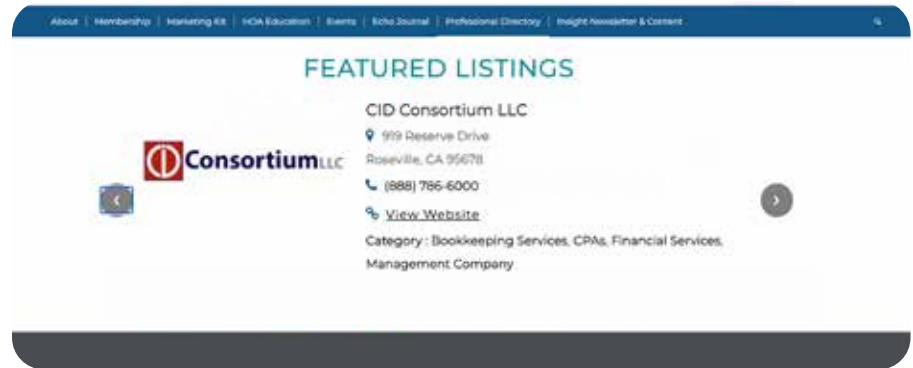 About | Membership | Marketing Kit | HOA Education | Events | Echo Journal | Professional Directory | Insight Newsletter & Content
FEATURED LISTINGS
CID Consortium LLC
919 Reserve Drive
Roseville, CA 95678
(888) 786-6000
View Website
Category : Bookkeeping Services, CPAs, Financial Services,
Management Company
Consortium LLC